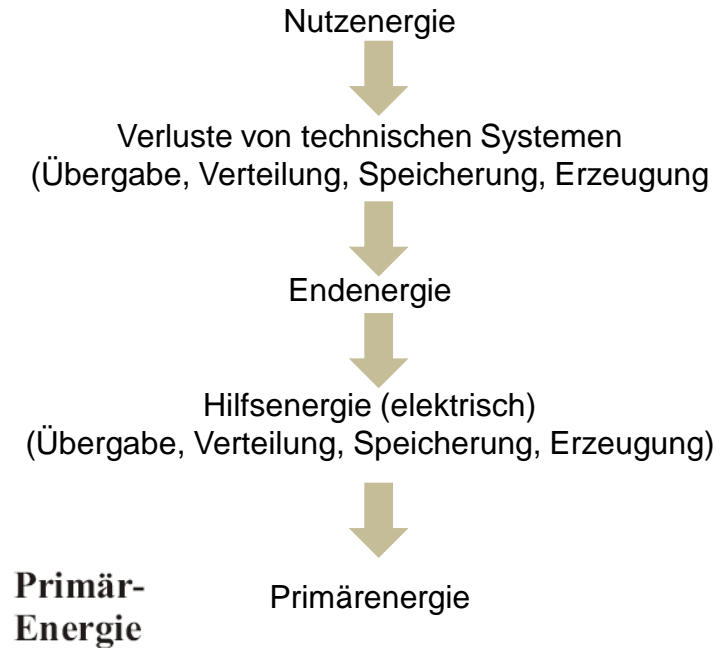 Nutzenergie
Verluste von technischen Systemen
(Übergabe, Verteilung, Speicherung, Erzeugung
Endenergie
Hilfsenergie (elektrisch)
(Übergabe, Verteilung, Speicherung, Erzeugung)
Primär-
Energie
Primärenergie